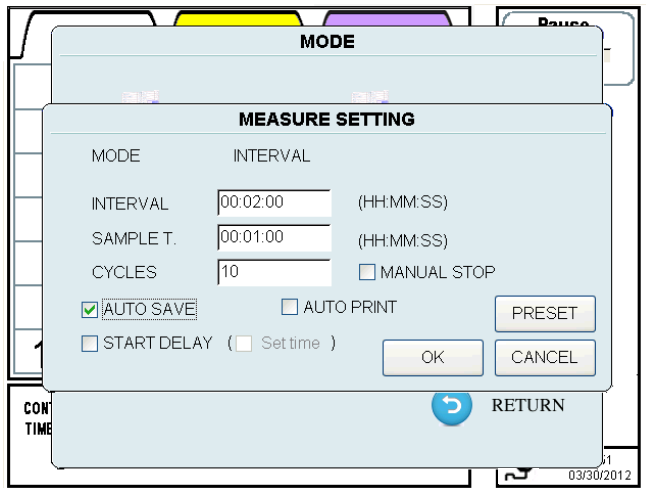 Pause
MODE
MEASURE SETTING
MODE INTERVAL
INTERVAL 00:02:00 (HH:MM:SS)
SAMPLE T. 00:01:00 (HH:MM:SS)
CYCLES 10 MANUAL STOP
AUTO SAVE AUTO PRINT PRESET
START DELAY ( Set time ) OK CANCEL
RETURN
TIME
03/30/2012